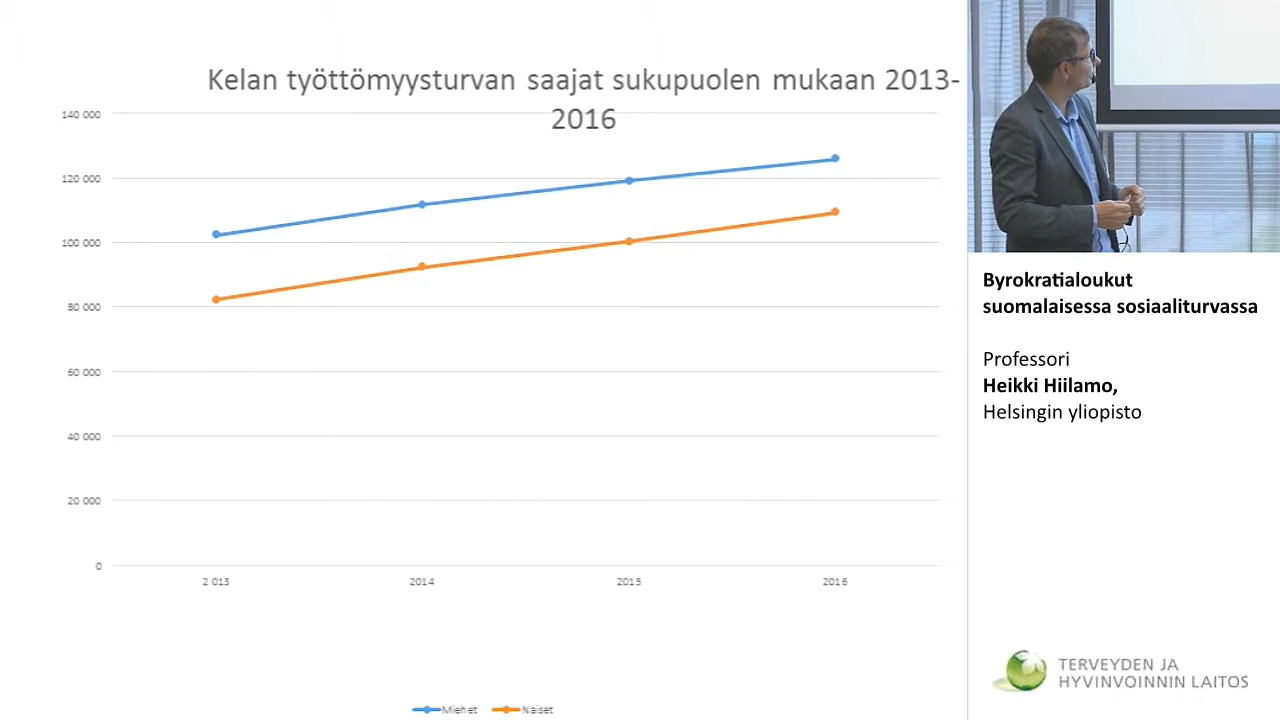 Kelan työttömyysturvan saajat sukupuolen mukaan 2013-
2016
140 000
120 000
100 000
80 000
60 000
40 000
20 000
0
2 013
2014
2015
2016
Miehet
Naiset
Byrokratialoukut
suomalaisessa sosiaaliturvassa
Professori
Heikki Hiilamo,
Helsingin yliopisto
TERVEYDEN JA
HYVINVOINNIN LAITOS